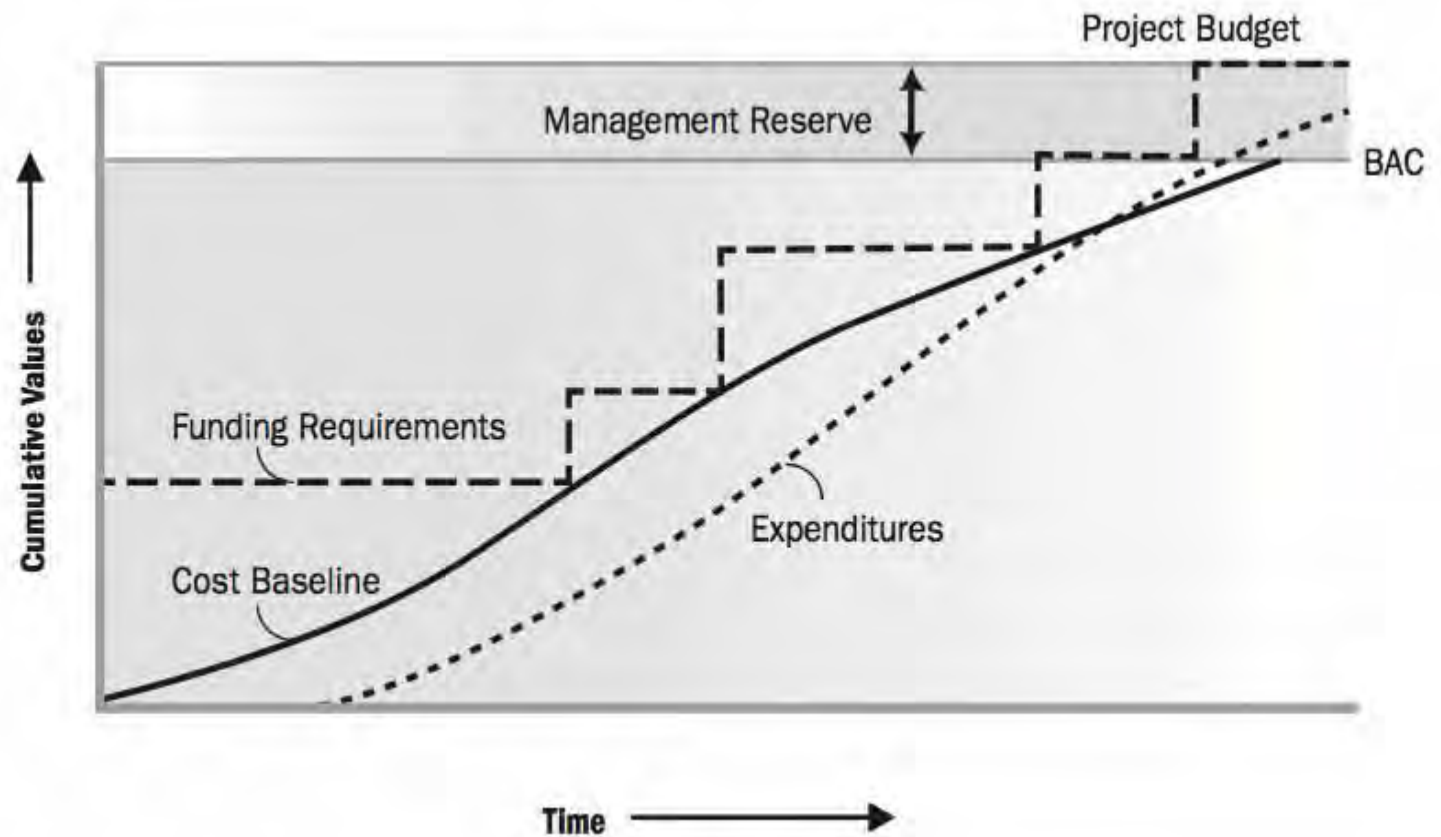 Project Budget
Management Reserve
BAC
Cumulative Values
Funding Requirements
Expenditures
Cost Baseline
Time